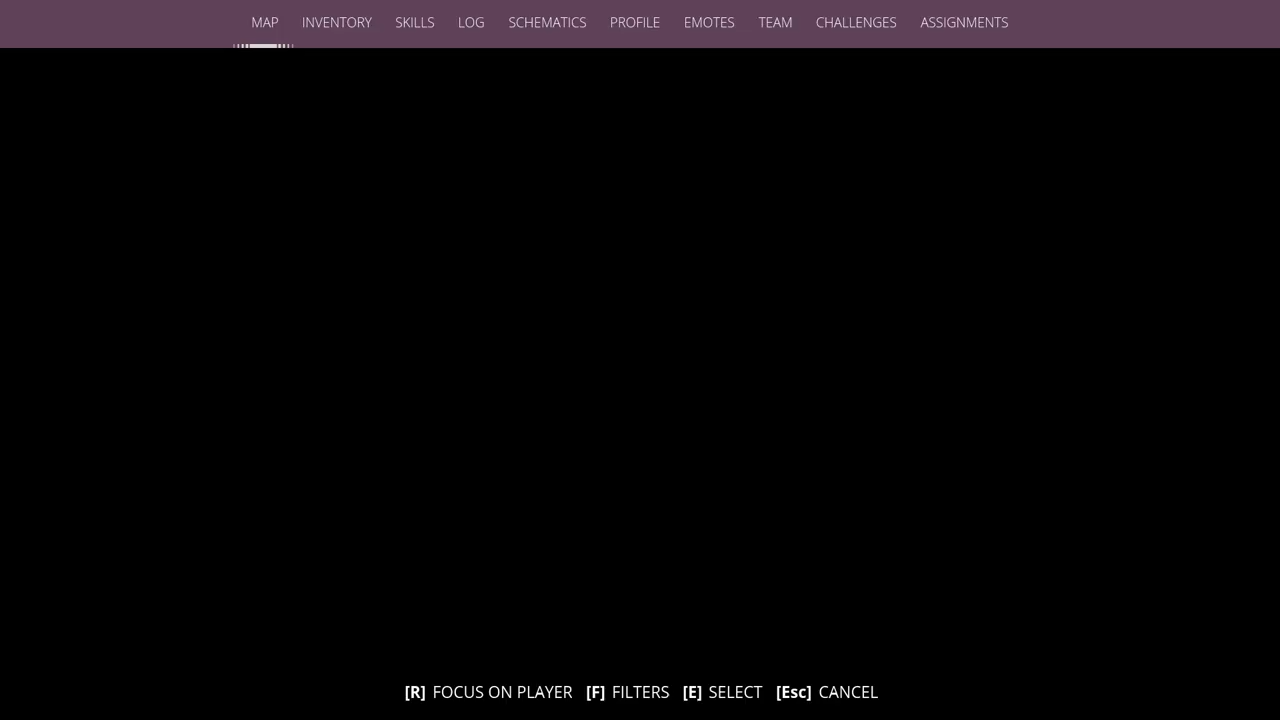 MAP INVENTORY SKILLS LOG SCHEMATICS PROFILE EMOTES TEAM CHALLENGES ASSIGNMENTS
[R] FOCUS ON PLAYER [F] FILTERS [E] SELECT [Esc] CANCEL